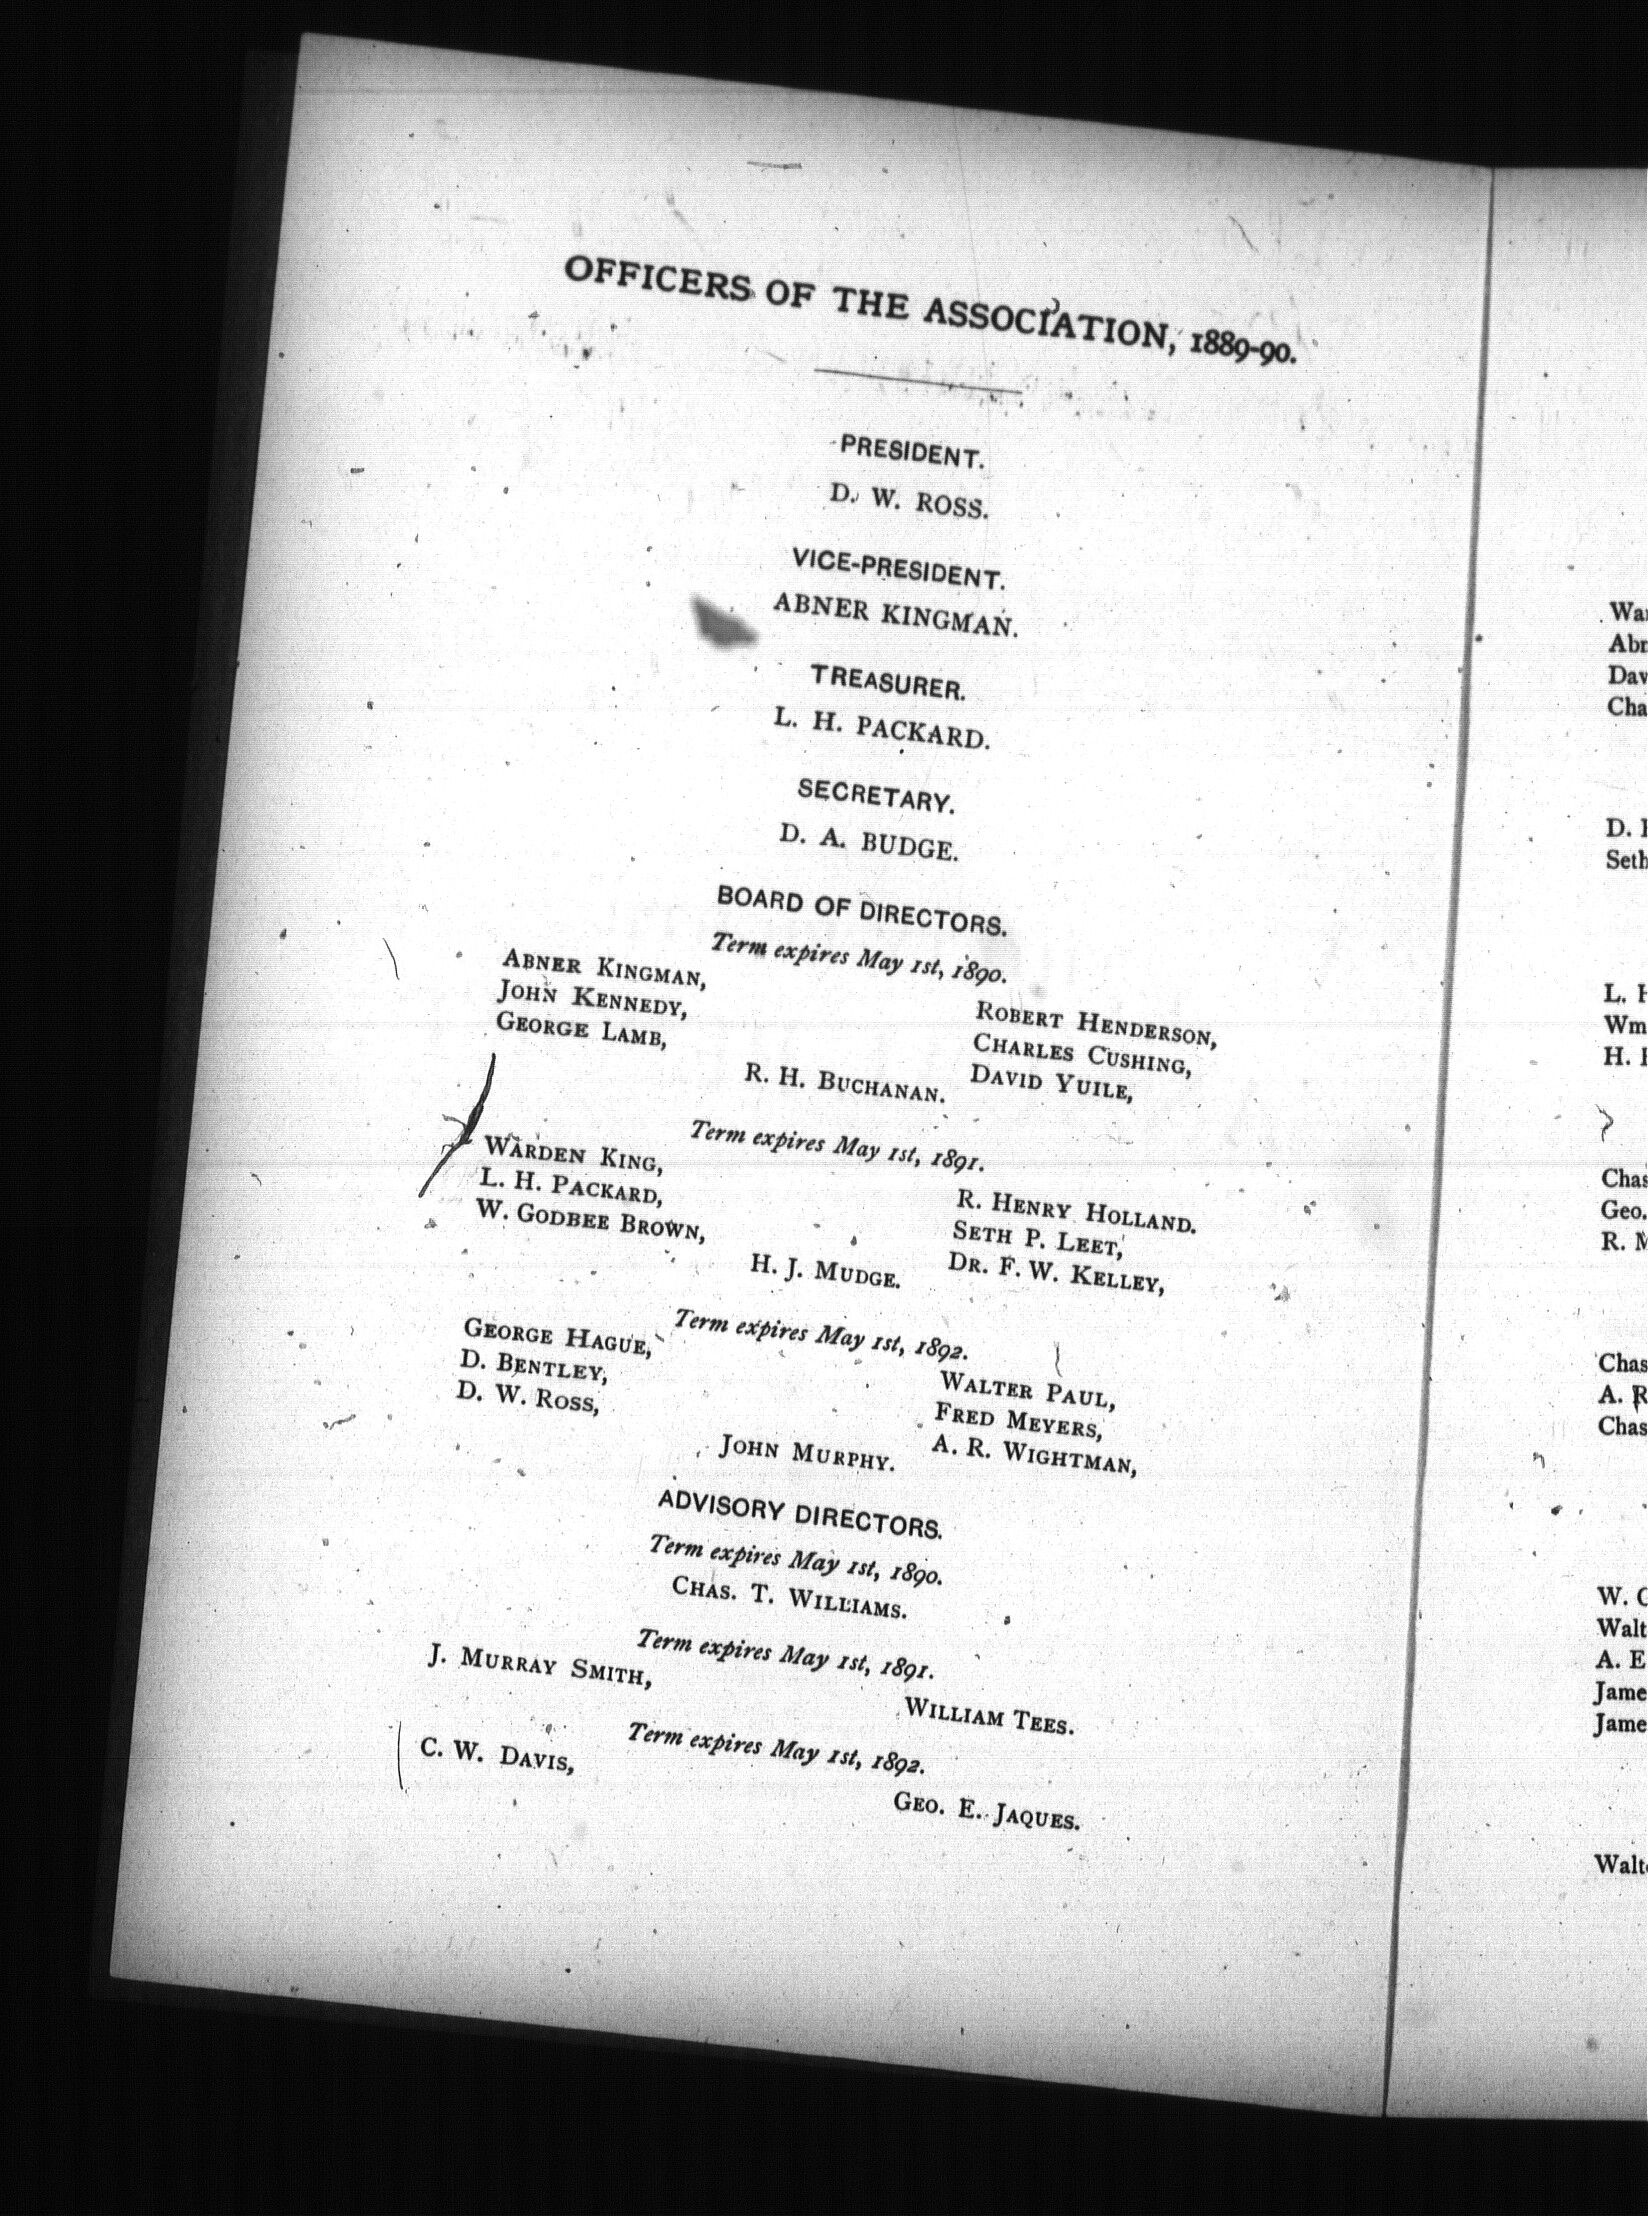 OFFICERS OF THE ASSOCIATION, 1889-90.
PRESIDENT.
D. W. ROSS.
VICE-PRESIDENT.
ABNER KINGMAN.
TREASURER.
L. H. PACKARD.
SECRETARY.
D. A. BUDGE.
BOARD OF DIRECTORS.
Term expires May 1st, 1890.
ABNER KINGMAN,
JOHN KENNEDY,
GEORGE LAMB,
ROBERT HENDERSON,
CHARLES CUSHING,
DAVID YUILE,
R. H. BUCHANAN.
Term expires May 1st, 1891.
WARDEN KING,
L. H. PACKARD,
W. GODBEE BROWN,
R. HENRY HOLLAND.
SETH P. LEET,
DR. F. W. KELLEY,
H. J. MUDGE.
Term expires May 1st, 1892.
GEORGE HAGUE,
D. BENTLEY,
D. W. ROSS,
WALTER PAUL,
FRED MEYERS,
A. R. WIGHTMAN,
JOHN MURPHY.
ADVISORY DIRECTORS.
Term expires May 1st, 1890.
CHAS. T. WILLIAMS.
Term expires May 1st, 1891.
J. MURRAY SMITH,
WILLIAM TEES.
Term expires May 1st, 1892.
C. W. DAVIS,
GEO. E. JAQUES.
D.
Seth
L.
H.
Geo.
R.
A.
W.
A. E